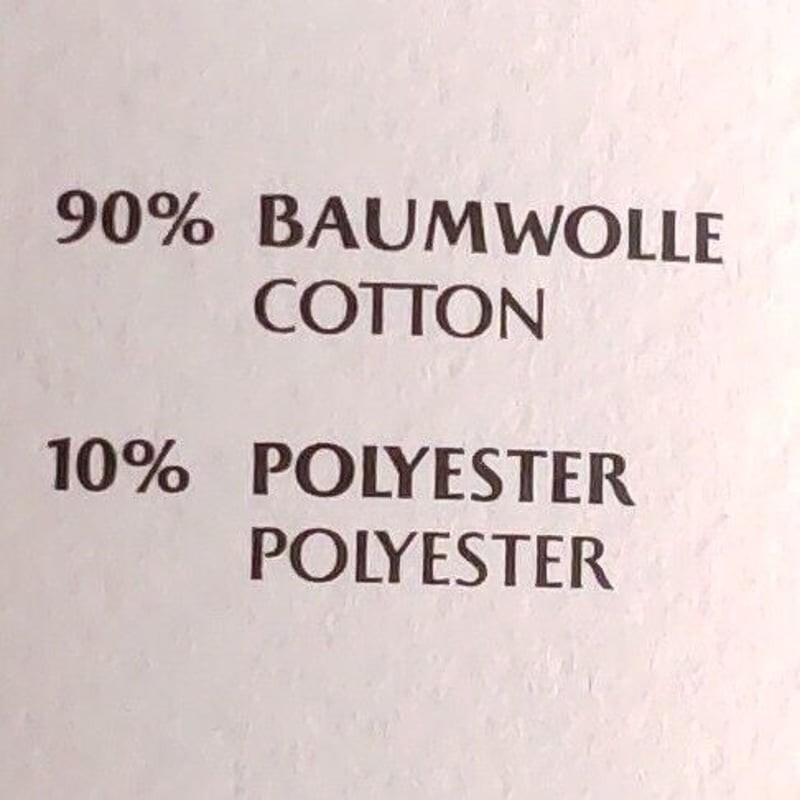 90% BAUMWOLLE
COTTON
10% POLYESTER
POLYESTER